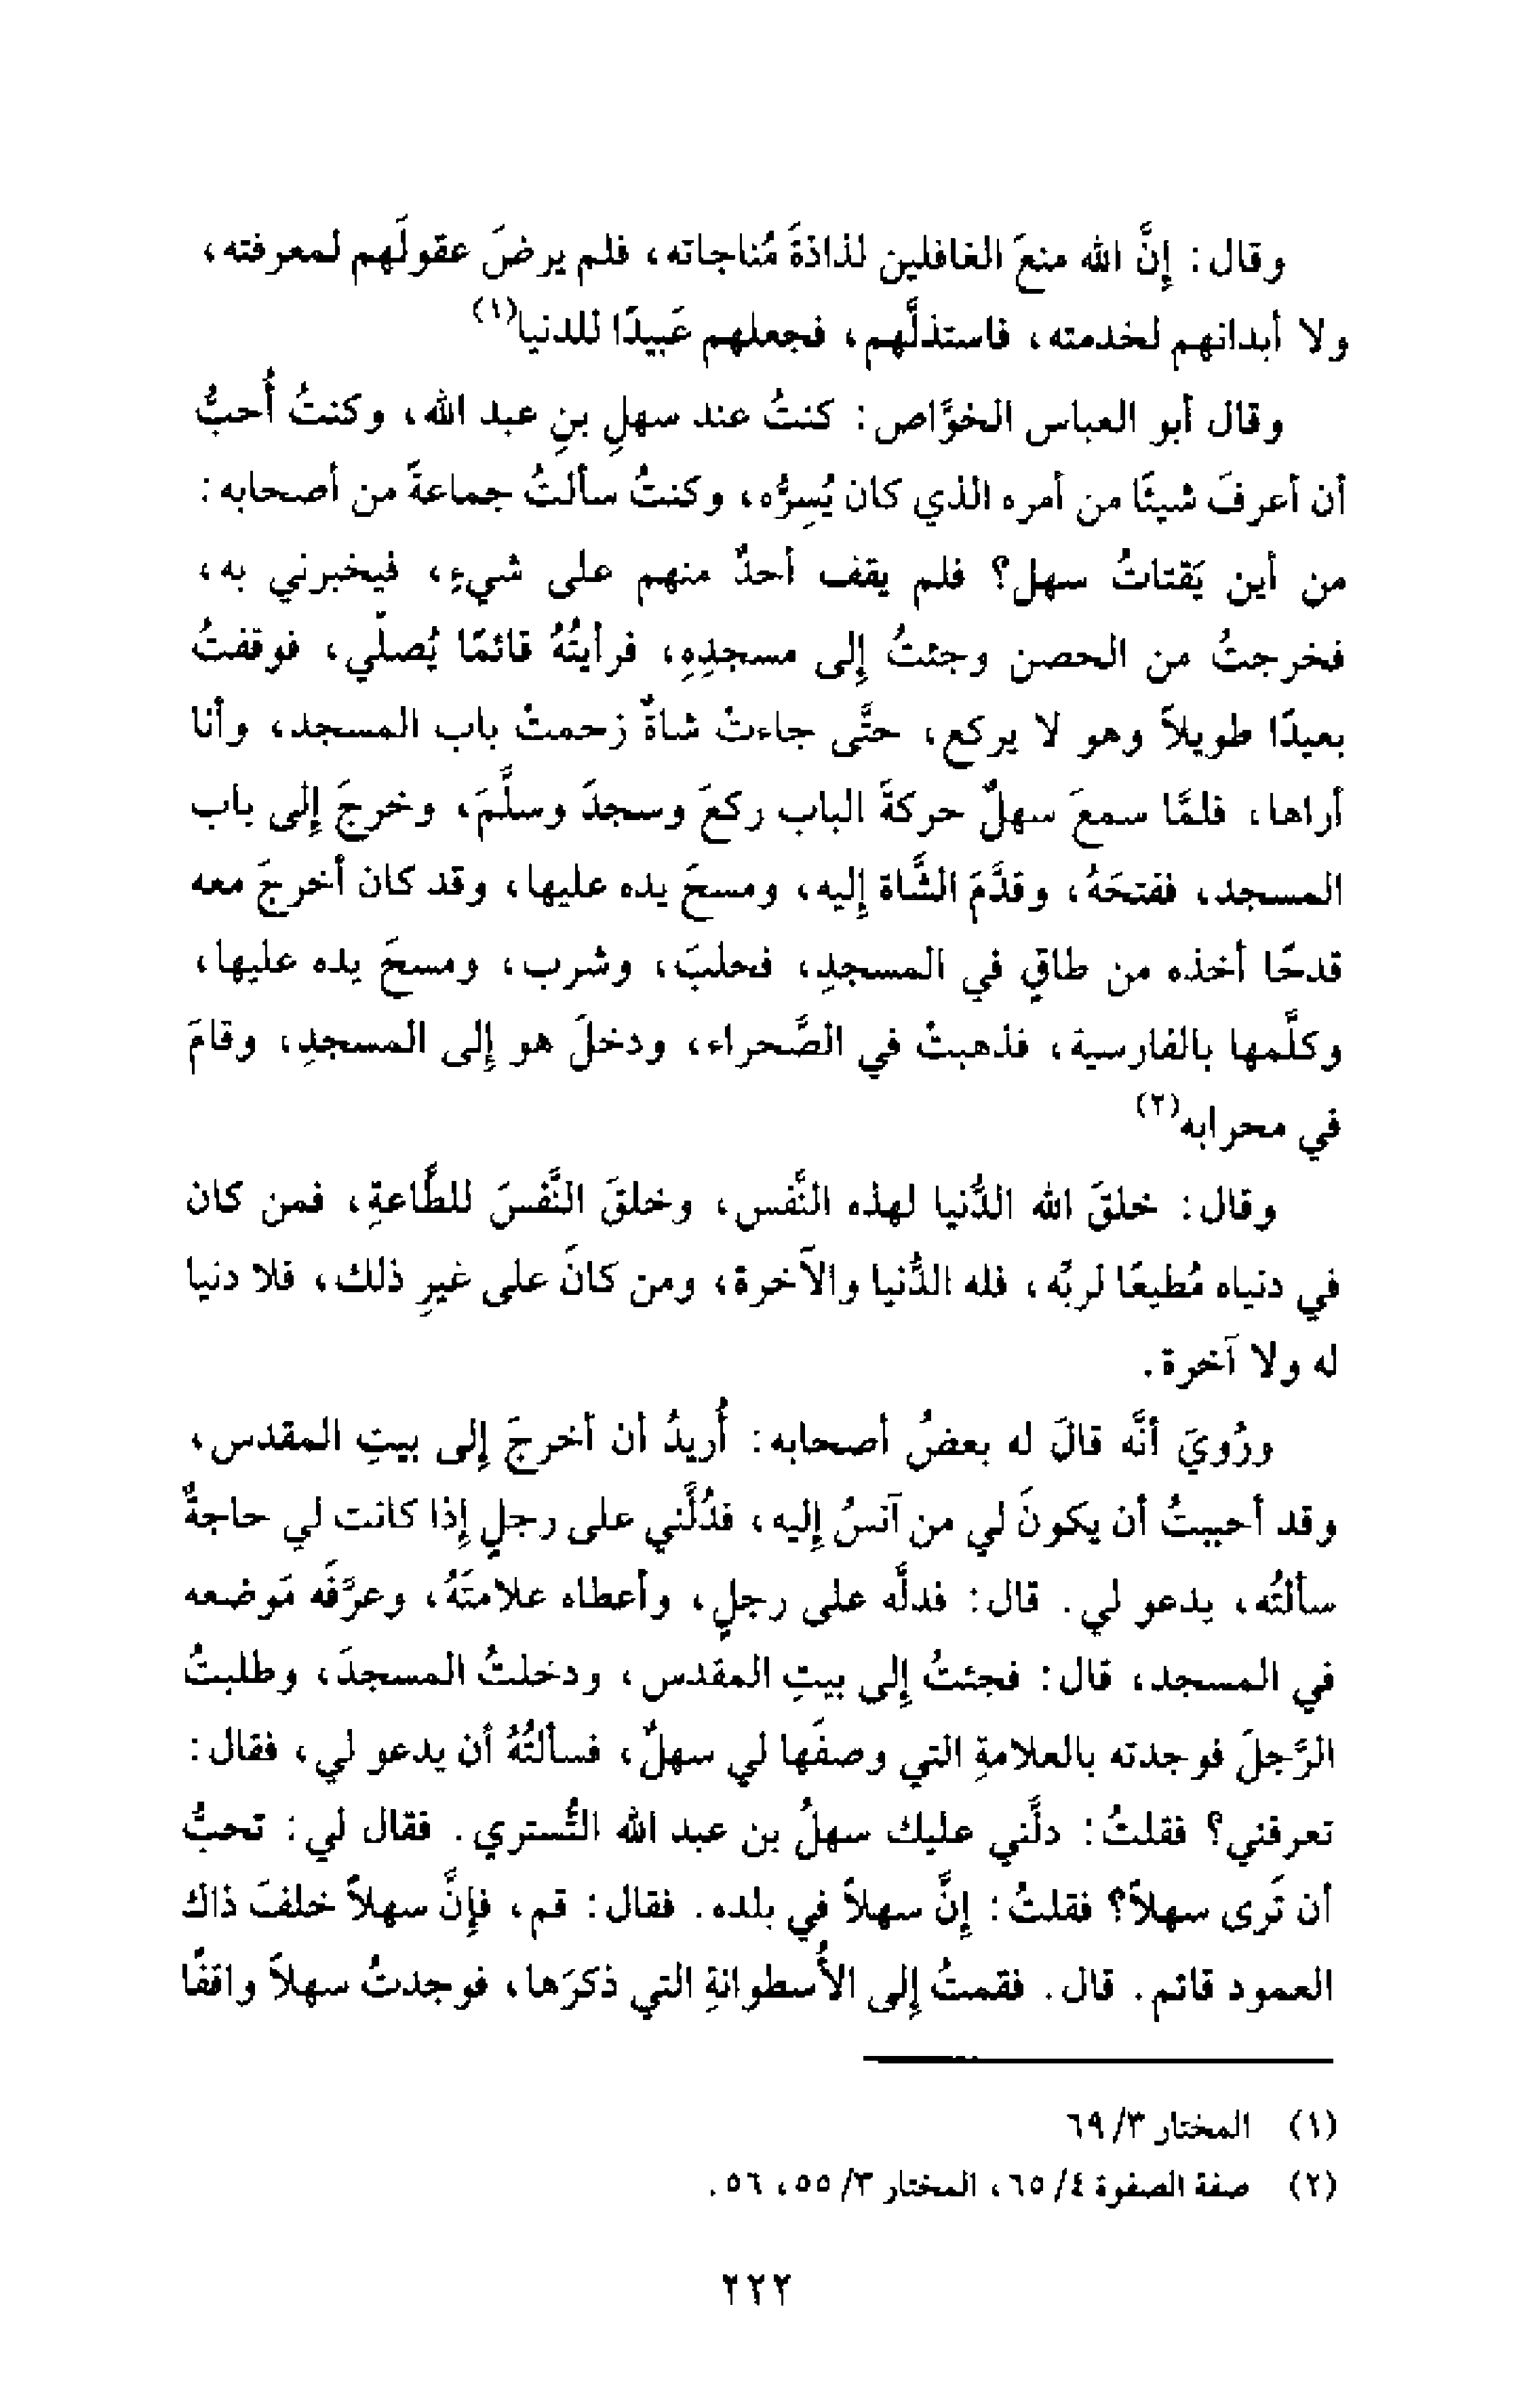 وقال : إنَّ الله منعَ الغافلين لذاذةَ مُناجاته، فلم يرضَ عقولَهم لمعرفته،
ولا أبدانهم لخدمته، فاستذلَّهم، فجعلهم عَبيدًا للدنيا(١)
وقال أبو العباس الخوَّاص : كنتُ عند سهلِ بنِ عبد الله، وكنتُ أُحبُّ
أن أعرفَ شيئًا من أمره الذي كان يُسِرُّه، وكنتُ سألتُ جماعةً من أصحابه :
من أين يَقتاتُ سهل؟ فلم يقف أحدٌ منهم على شيءٍ، فيخبرني به،
فخرجتُ من الحصن وجئتُ إلى مسجدِهِ، فرأيتُهُ قائمًا يُصلّي، فوقفتُ
بعيدًا طويلاً وهو لا يركع، حتَّى جاءتْ شاةٌ زحمتْ باب المسجد، وأنا
أراها، فلمَّا سمعَ سهلٌ حركةَ الباب ركعَ وسجدَ وسلَّمَ، وخرجَ إلى باب
المسجد، ففتحَهُ، وقدَّمَ الشَّاة إليه، ومسحَ يده عليها، وقد كان أخرجَ معه
قدحًا أخذه من طاقٍ في المسجدِ، فحلبَ، وشرب، ومسحَ يده عليها،
وكلَّمها بالفارسية، فذهبتْ في الصَّحراء، ودخلَ هو إلى المسجدِ، وقامَ
في محرابه(٢)
وقال : خلقَ الله الدُّنيا لهذه النَّفس، وخلقَ النَّفسَ للطَّاعةِ، فمن كان
في دنياه مُطيعًا لربِّه، فله الدُّنيا والآخرة، ومن كانَ على غيرِ ذلك، فلا دنيا
له ولا آخرة.
ورُويَ أنَّه قالَ له بعضُ أصحابه : أُريدُ أن أخرجَ إلى بيتِ المقدس،
وقد أحببتُ أن يكونَ لي من آنسُ إليه، فدُلَّني على رجلٍ إذا كانت لي حاجةٌ
سألتُه، يدعو لي. قال : فدلَّه على رجلٍ، وأعطاه علامتَهُ، وعرَّفَه مَوضعه
في المسجد، قال : فجئتُ إلى بيتِ المقدس، ودخلتُ المسجدَ، وطلبتُ
الرَّجلَ فوجدته بالعلامةِ التي وصفَها لي سهلٌ، فسألتُهُ أن يدعو لي، فقال :
تعرفني؟ فقلتُ : دلَّني عليك سهلُ بن عبد الله التُّستري. فقال لي : تحبُّ
أن تَرى سهلاً؟ فقلتُ : إنَّ سهلاً في بلده. فقال : قم، فإنَّ سهلاً خلفَ ذاك
العمود قائم. قال. فقمتُ إلى الأُسطوانةِ التي ذكرَها، فوجدتُ سهلاً واقفًا
(١) المختار ٣/ ٦٩
(٢) صفة الصفوة ٤/ ٦٥، المختار ٣/ ٥٥، ٥٦.
٢٢٢